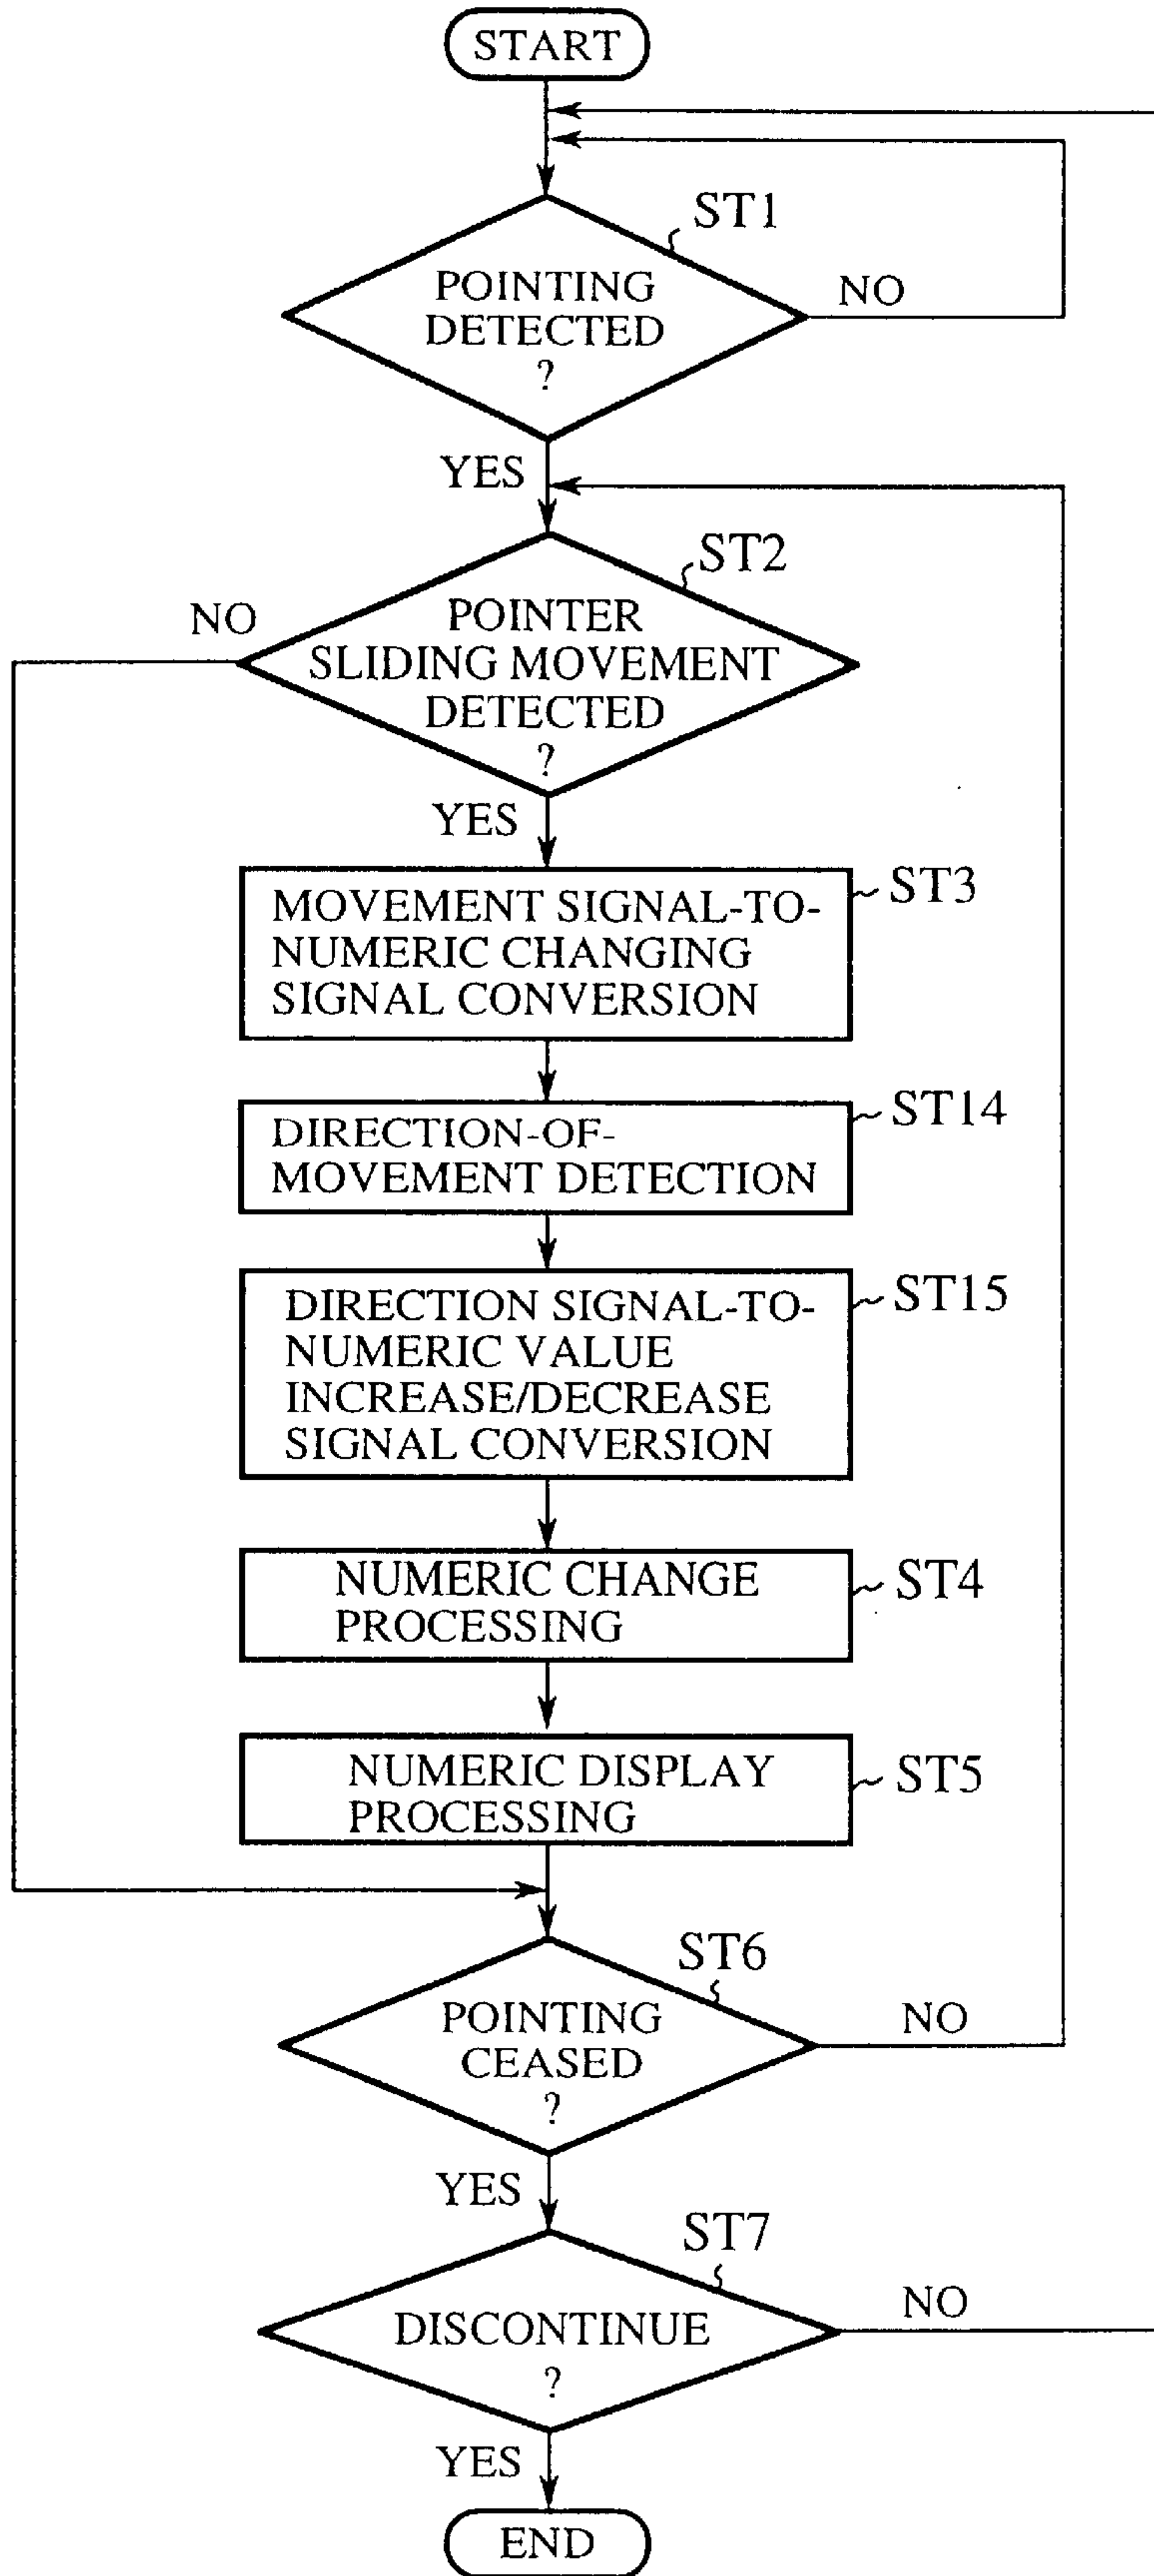 START
ST1
POINTING
DETECTED
?
NO
YES
ST2
NO
POINTER
SLIDING MOVEMENT
DETECTED
?
YES
ST3
MOVEMENT SIGNAL-TO-
NUMERIC CHANGING
SIGNAL CONVERSION
ST14
DIRECTION-OF-
MOVEMENT DETECTION
ST15
DIRECTION SIGNAL-TO-
NUMERIC VALUE
INCREASE/DECREASE
SIGNAL CONVERSION
ST4
NUMERIC CHANGE
PROCESSING
ST5
NUMERIC DISPLAY
PROCESSING
ST6
POINTING
CEASED
?
NO
YES
ST7
DISCONTINUE
?
NO
YES
END